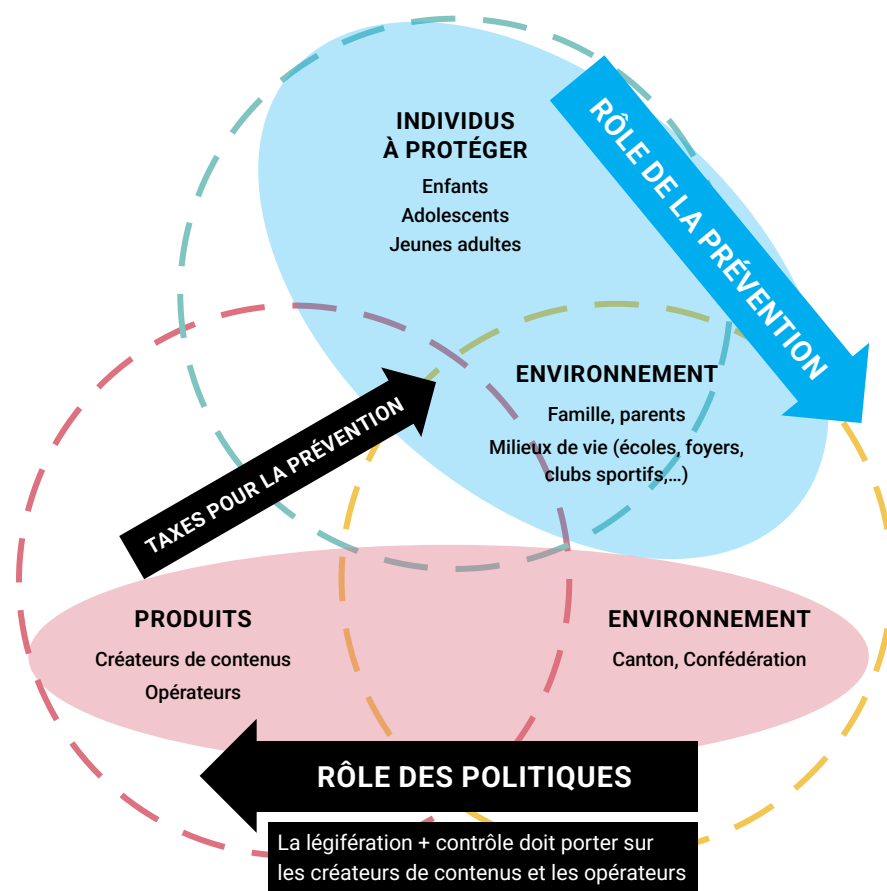 INDIVIDUS
À PROTÉGER
Enfants
Adolescents
Jeunes adultes
RÔLE DE LA PRÉVENTION
ENVIRONNEMENT
Famille, parents
Milieux de vie (écoles, foyers,
clubs sportifs,...)
TAXES POUR LA PRÉVENTION
PRODUITS
Créateurs de contenus
Opérateurs
ENVIRONNEMENT
Canton, Confédération
RÔLE DES POLITIQUES
La légifération + contrôle doit porter sur
les créateurs de contenus et les opérateurs